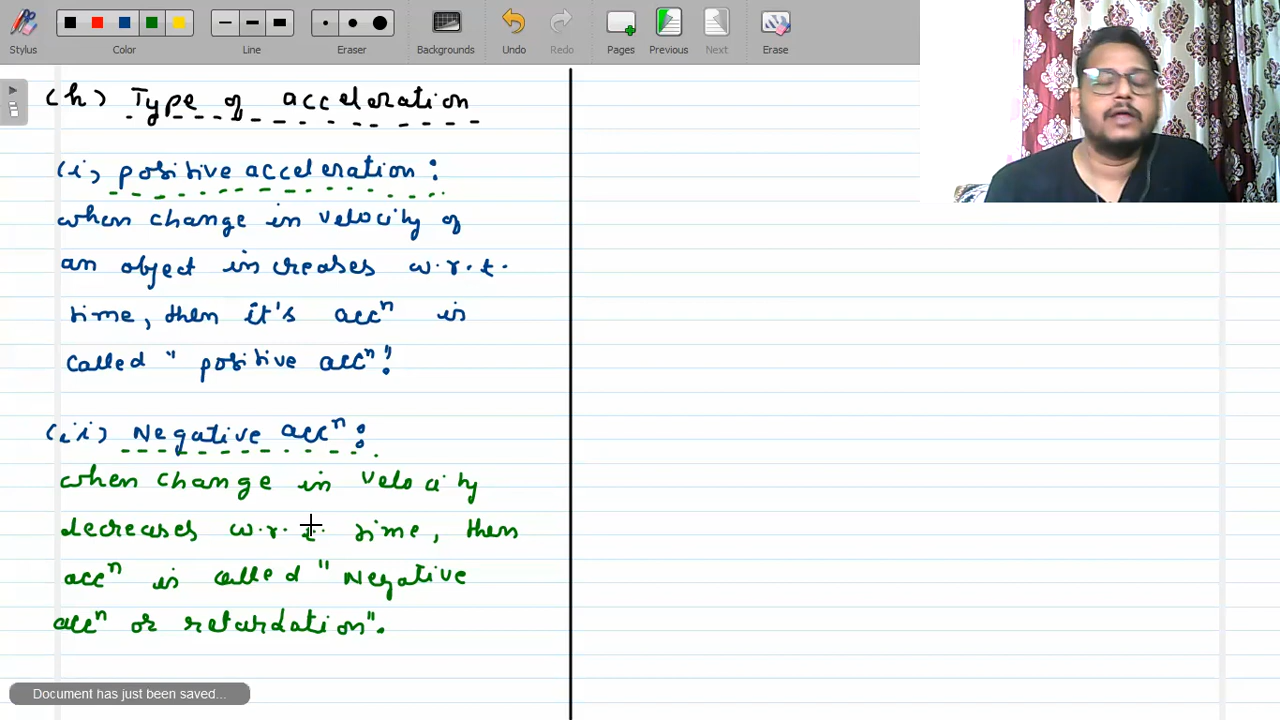 Stylus
Color
Line
Eraser
Backgrounds
Undo
Redo
Pages
Previous
Next
Erase
(h) Type of acceleration
(i) positive acceleration:
when change in velocity of
an object increases w.r.t.
time, then it's accⁿ is
called "positive accⁿ".
(ii) Negative accⁿ:
when change in velocity
decreases w.r.t. time, then
accⁿ is called "Negative
accⁿ or retardation".
Document has just been saved...